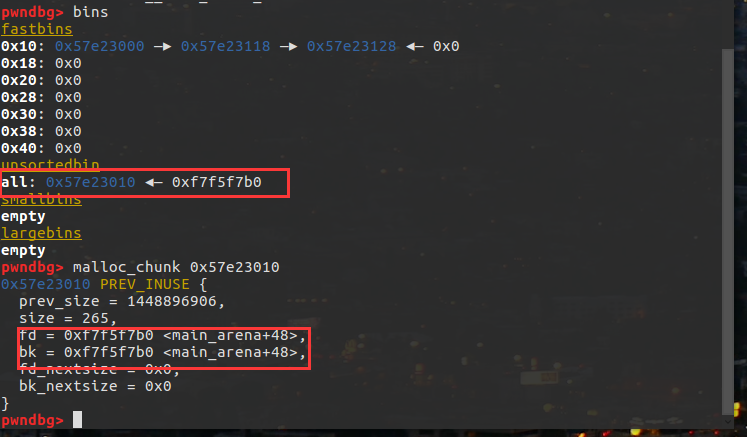 pwndbg> bins
fastbins
0x10: 0x57e23000 —▸ 0x57e23118 —▸ 0x57e23128 ◂— 0x0
0x18: 0x0
0x20: 0x0
0x28: 0x0
0x30: 0x0
0x38: 0x0
0x40: 0x0
unsortedbin
all: 0x57e23010 ◂— 0xf7f5f7b0
smallbins
empty
largebins
empty
pwndbg> malloc_chunk 0x57e23010
0x57e23010 PREV_INUSE {
  prev_size = 1448896906,
  size = 265,
  fd = 0xf7f5f7b0 <main_arena+48>,
  bk = 0xf7f5f7b0 <main_arena+48>,
  fd_nextsize = 0x0,
  bk_nextsize = 0x0
}
pwndbg>